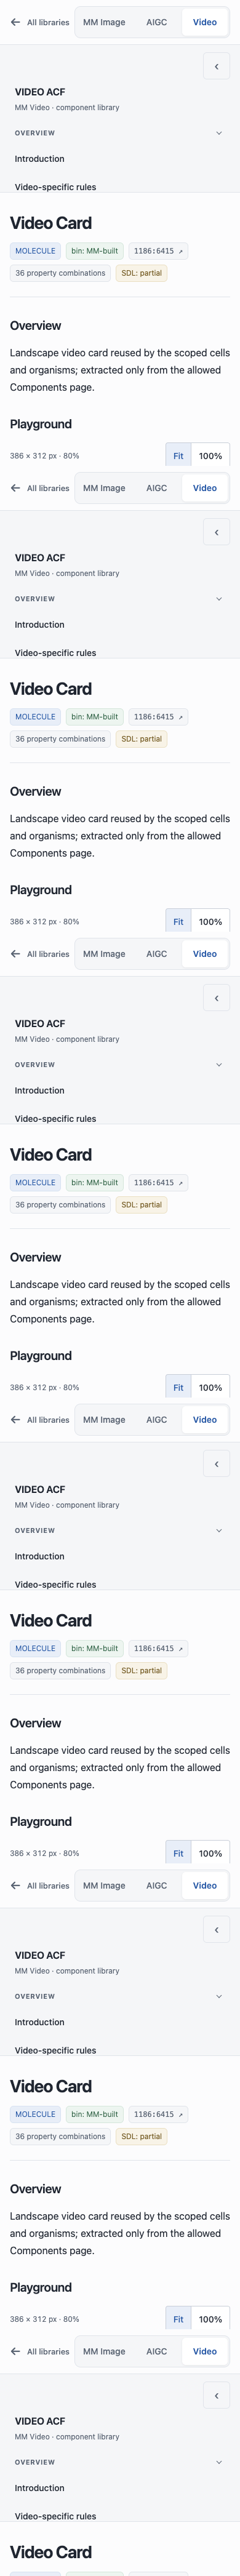 ← All libraries MM Image AIGC Video
‹
VIDEO ACF
MM Video · component library
OVERVIEW
Introduction
Video-specific rules
Video Card
MOLECULE bin: MM-built 1186:6415 ↗
36 property combinations SDL: partial
Overview
Landscape video card reused by the scoped cells
and organisms; extracted only from the allowed
Components page.
Playground
386 × 312 px · 80% Fit 100%
← All libraries MM Image AIGC Video
‹
VIDEO ACF
MM Video · component library
OVERVIEW
Introduction
Video-specific rules
Video Card
MOLECULE bin: MM-built 1186:6415 ↗
36 property combinations SDL: partial
Overview
Landscape video card reused by the scoped cells
and organisms; extracted only from the allowed
Components page.
Playground
386 × 312 px · 80% Fit 100%
← All libraries MM Image AIGC Video
‹
VIDEO ACF
MM Video · component library
OVERVIEW
Introduction
Video-specific rules
Video Card
MOLECULE bin: MM-built 1186:6415 ↗
36 property combinations SDL: partial
Overview
Landscape video card reused by the scoped cells
and organisms; extracted only from the allowed
Components page.
Playground
386 × 312 px · 80% Fit 100%
← All libraries MM Image AIGC Video
‹
VIDEO ACF
MM Video · component library
OVERVIEW
Introduction
Video-specific rules
Video Card
MOLECULE bin: MM-built 1186:6415 ↗
36 property combinations SDL: partial
Overview
Landscape video card reused by the scoped cells
and organisms; extracted only from the allowed
Components page.
Playground
386 × 312 px · 80% Fit 100%
← All libraries MM Image AIGC Video
‹
VIDEO ACF
MM Video · component library
OVERVIEW
Introduction
Video-specific rules
Video Card
MOLECULE bin: MM-built 1186:6415 ↗
36 property combinations SDL: partial
Overview
Landscape video card reused by the scoped cells
and organisms; extracted only from the allowed
Components page.
Playground
386 × 312 px · 80% Fit 100%
← All libraries MM Image AIGC Video
‹
VIDEO ACF
MM Video · component library
OVERVIEW
Introduction
Video-specific rules
Video Card